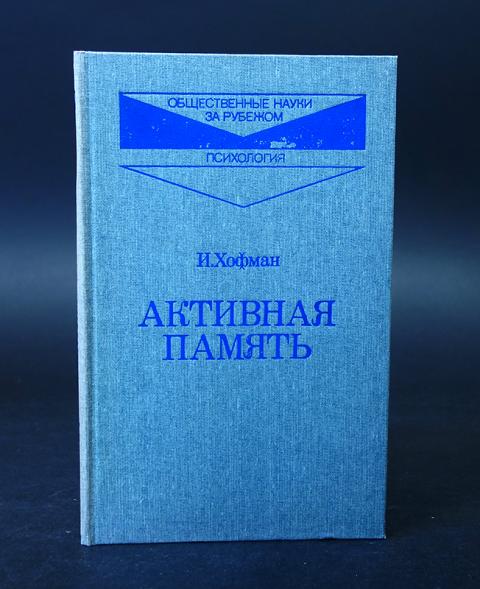 ОБЩЕСТВЕННЫЕ НАУКИ
ЗА РУБЕЖОМ
ПСИХОЛОГИЯ
И.Хофман
АКТИВНАЯ
ПАМЯТЬ